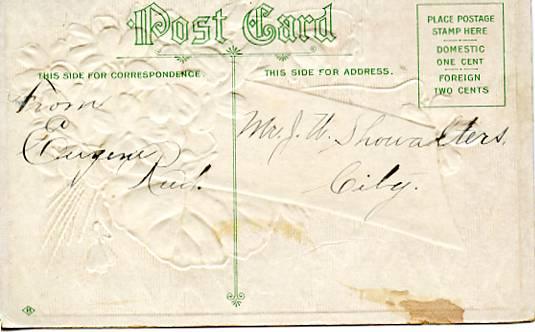 Post Card
PLACE POSTAGE
STAMP HERE
DOMESTIC
ONE CENT
FOREIGN
TWO CENTS
THIS SIDE FOR CORRESPONDENCE.
THIS SIDE FOR ADDRESS.
From
Eugene
Mr. J. W. Showalters,
City.